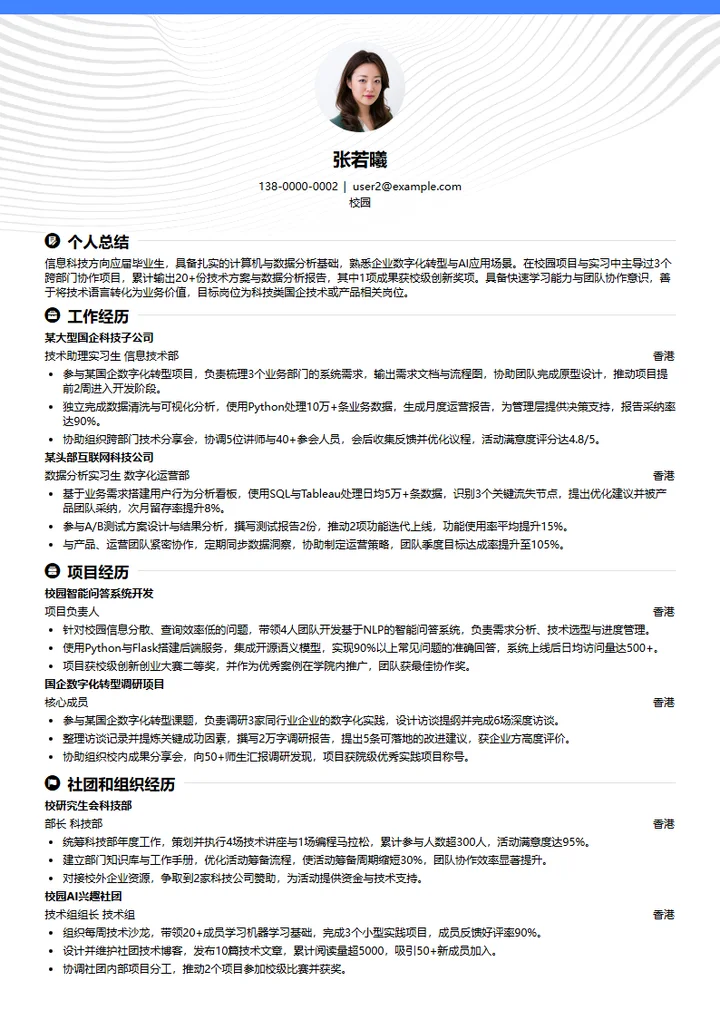 张若曦
138-0000-0002 | user2@example.com
校园
个人总结
信息科技方向应届毕业生，具备扎实的计算机与数据分析基础，熟悉企业数字化转型与AI应用场景。在校园项目与实习中主导过3个
跨部门协作项目，累计输出20+份技术方案与数据分析报告，其中1项成果获校级创新奖项。具备快速学习能力与团队协作意识，善
于将技术语言转化为业务价值，目标岗位为科技类国企技术或产品相关岗位。
工作经历
某大型国企科技子公司
技术助理实习生 信息技术部 香港
• 参与某国企数字化转型项目，负责梳理3个业务部门的系统需求，输出需求文档与流程图，协助团队完成原型设计，推动项目提
前2周进入开发阶段。
• 独立完成数据清洗与可视化分析，使用Python处理10万+条业务数据，生成月度运营报告，为管理层提供决策支持，报告采纳率
达90%。
• 协助组织跨部门技术分享会，协调5位讲师与40+参会人员，会后收集反馈并优化议程，活动满意度评分达4.8/5。
某头部互联网科技公司
数据分析实习生 数字化运营部 香港
• 基于业务需求搭建用户行为分析看板，使用SQL与Tableau处理日均5万+条数据，识别3个关键流失节点，提出优化建议并被产
品团队采纳，次月留存率提升8%。
• 参与A/B测试方案设计与结果分析，撰写测试报告2份，推动2项功能迭代上线，功能使用率平均提升15%。
• 与产品、运营团队紧密协作，定期同步数据洞察，协助制定运营策略，团队季度目标达成率提升至105%。
项目经历
校园智能问答系统开发
项目负责人 香港
• 针对校园信息分散、查询效率低的问题，带领4人团队开发基于NLP的智能问答系统，负责需求分析、技术选型与进度管理。
• 使用Python与Flask搭建后端服务，集成开源语义模型，实现90%以上常见问题的准确回答，系统上线后日均访问量达500+。
• 项目获校级创新创业大赛二等奖，并作为优秀案例在学院内推广，团队获最佳协作奖。
国企数字化转型调研项目
核心成员 香港
• 参与某国企数字化转型课题，负责调研3家同行业企业的数字化实践，设计访谈提纲并完成6场深度访谈。
• 整理访谈记录并提炼关键成功因素，撰写2万字调研报告，提出5条可落地的改进建议，获企业方高度评价。
• 协助组织校内成果分享会，向50+师生汇报调研发现，项目获院级优秀实践项目称号。
社团和组织经历
校研究生会科技部
部长 科技部 香港
• 统筹科技部年度工作，策划并执行4场技术讲座与1场编程马拉松，累计参与人数超300人，活动满意度达95%。
• 建立部门知识库与工作手册，优化活动筹备流程，使活动筹备周期缩短30%，团队协作效率显著提升。
• 对接校外企业资源，争取到2家科技公司赞助，为活动提供资金与技术支持。
校园AI兴趣社团
技术组组长 技术组 香港
• 组织每周技术沙龙，带领20+成员学习机器学习基础，完成3个小型实践项目，成员反馈好评率90%。
• 设计并维护社团技术博客，发布10篇技术文章，累计阅读量超5000，吸引50+新成员加入。
• 协调社团内部项目分工，推动2个项目参加校级比赛并获奖。